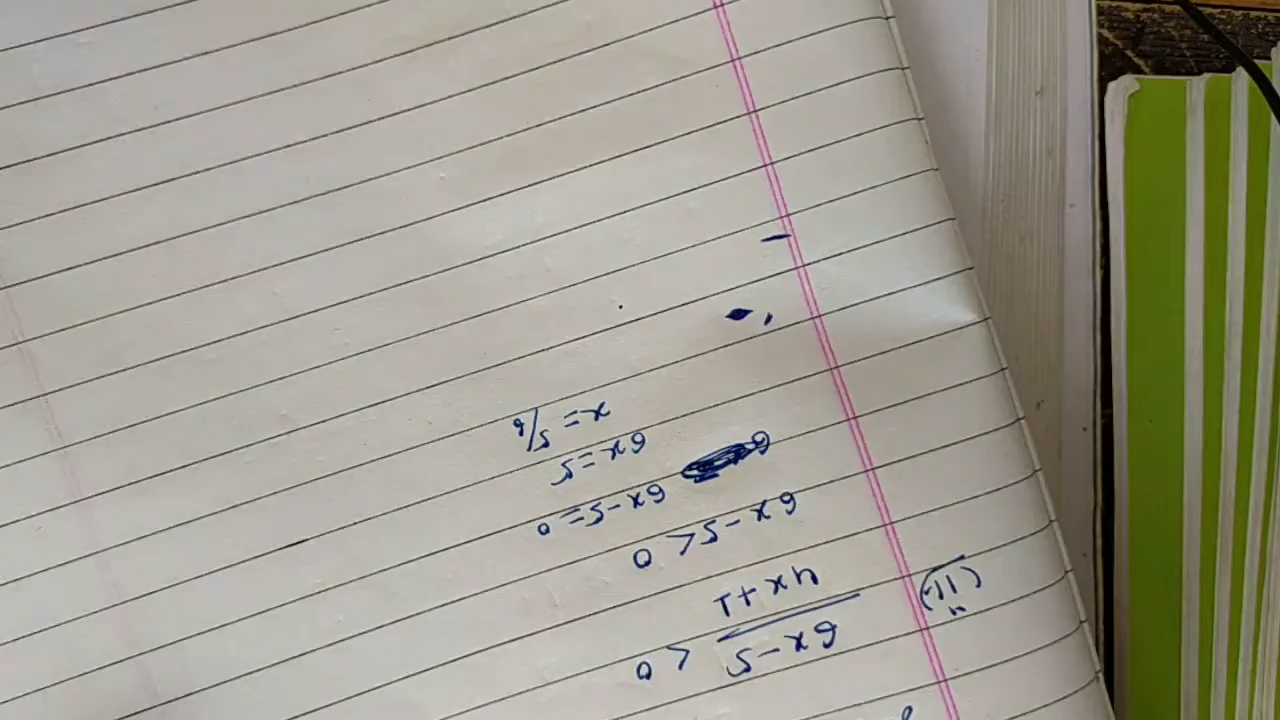 (ii) 6x-5 / 4x+1 < 0
6x-5 < 0
6x-5=0
6x=5
x=5/6